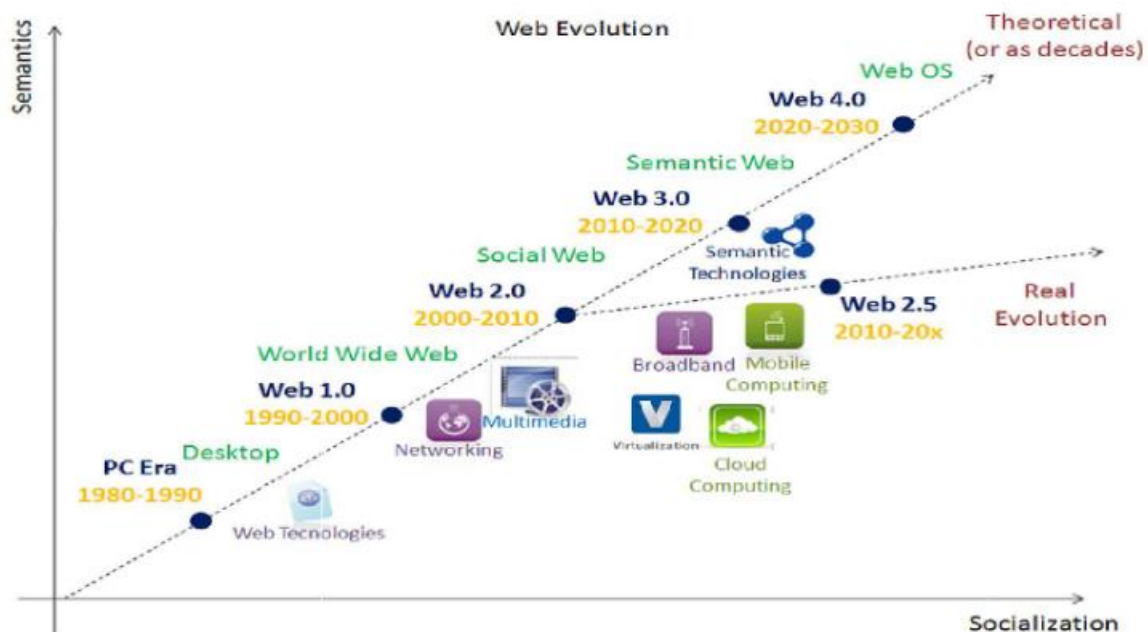 Web Evolution
Theoretical
(or as decades)
Semantics
Web OS
Web 4.0
2020-2030
Semantic Web
Web 3.0
2010-2020
Semantic
Technologies
Social Web
Web 2.0
2000-2010
Web 2.5
2010-20x
Real
Evolution
Broadband
Mobile
Computing
World Wide Web
Web 1.0
1990-2000
Multimedia
Networking
V
Virtualization
Cloud
Computing
Desktop
PC Era
1980-1990
Web Tecnologies
Socialization